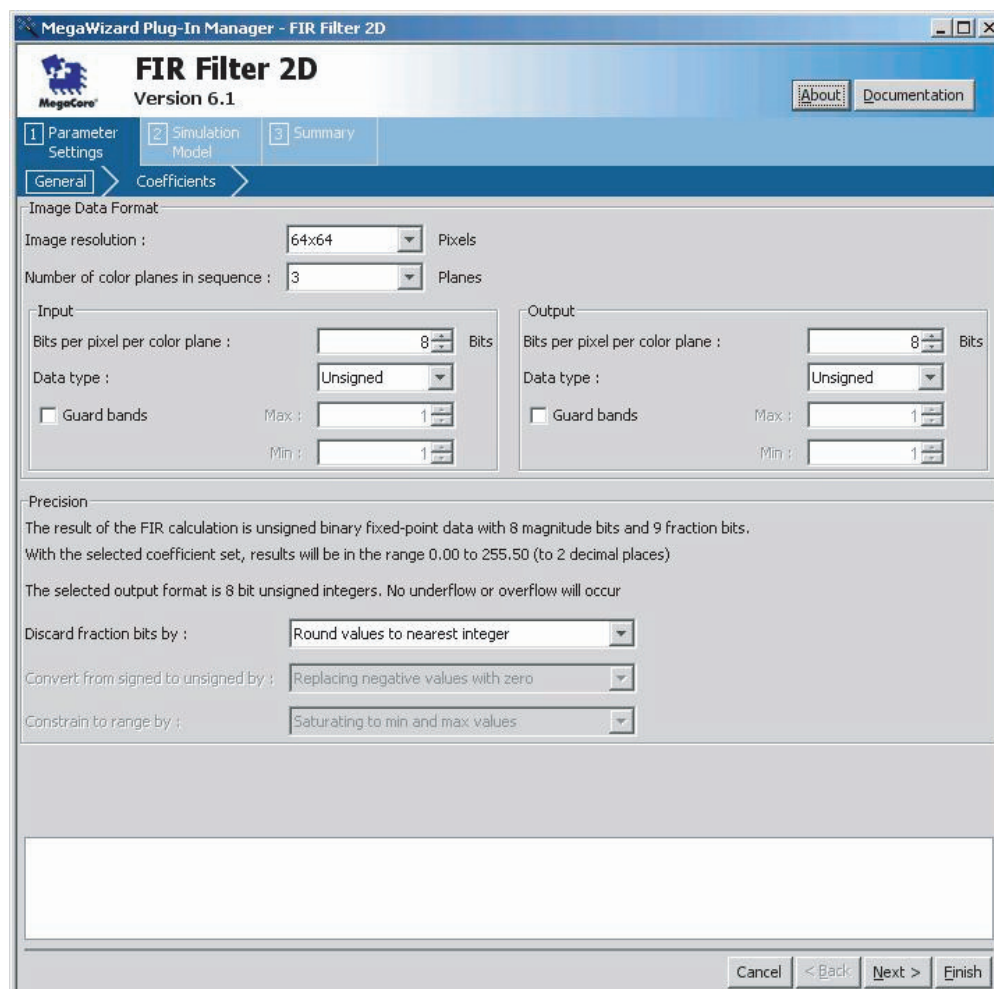 MegaWizard Plug-In Manager - FIR Filter 2D
MegaCore®
FIR Filter 2D
Version 6.1
About
Documentation
1 Parameter Settings
2 Simulation Model
3 Summary
General
Coefficients
Image Data Format
Image resolution : 64x64 Pixels
Number of color planes in sequence : 3 Planes
Input
Bits per pixel per color plane : 8 Bits
Data type : Unsigned
Guard bands Max : 1
Min : 1
Output
Bits per pixel per color plane : 8 Bits
Data type : Unsigned
Guard bands Max : 1
Min : 1
Precision
The result of the FIR calculation is unsigned binary fixed-point data with 8 magnitude bits and 9 fraction bits.
With the selected coefficient set, results will be in the range 0.00 to 255.50 (to 2 decimal places)
The selected output format is 8 bit unsigned integers. No underflow or overflow will occur
Discard fraction bits by : Round values to nearest integer
Convert from signed to unsigned by : Replacing negative values with zero
Constrain to range by : Saturating to min and max values
Cancel
< Back
Next >
Finish